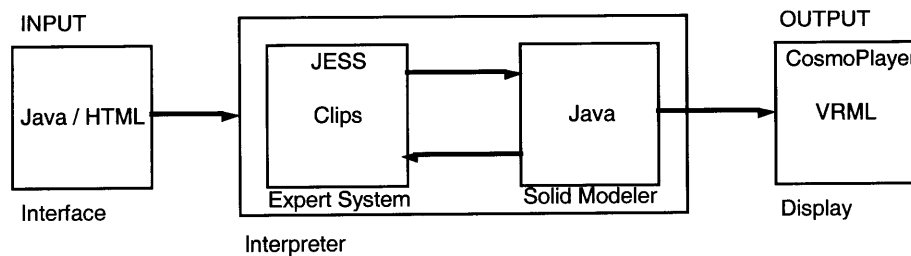 INPUT
OUTPUT
JESS
CosmoPlayer
Java / HTML
Clips
Java
VRML
Expert System
Solid Modeler
Interface
Display
Interpreter